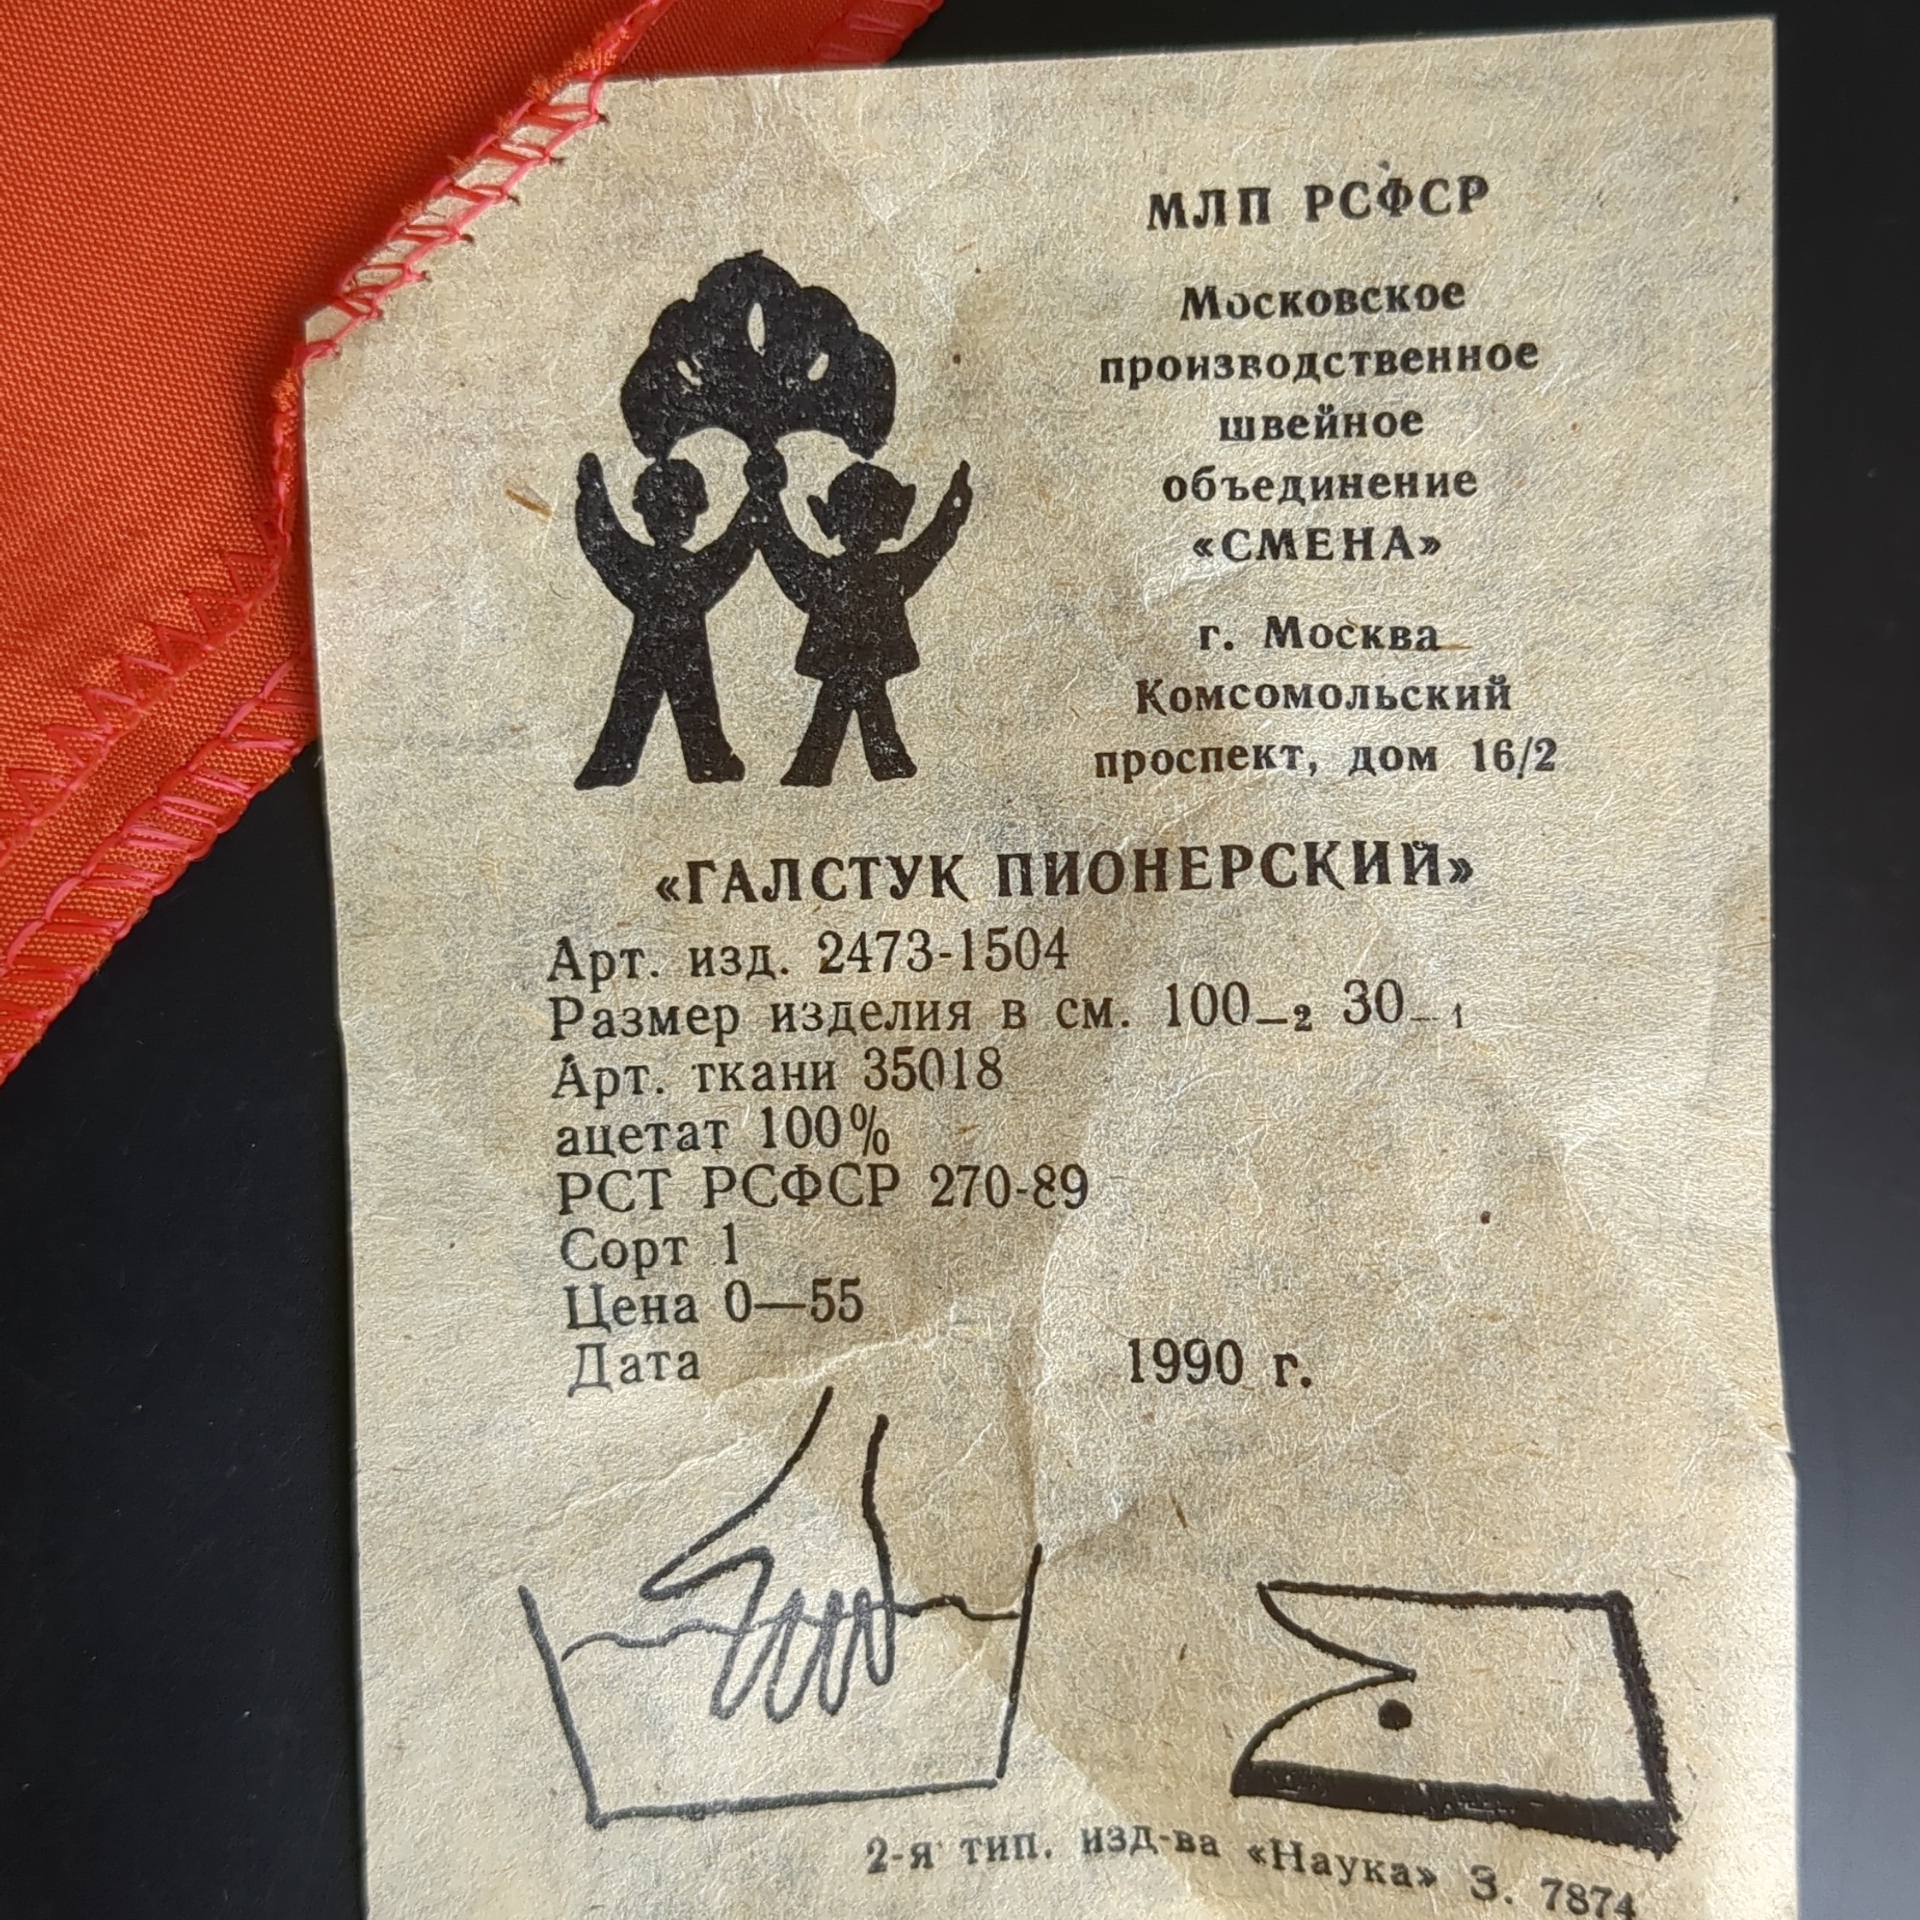 МЛП РСФСР
Московское
производственное
швейное
объединение
«СМЕНА»
г. Москва
Комсомольский
проспект, дом 16/2
«ГАЛСТУК ПИОНЕРСКИЙ»
Арт. изд. 2473-1504
Размер изделия в см. 100–2 30–1
Арт. ткани 35018
ацетат 100%
РСТ РСФСР 270-89
Сорт 1
Цена 0—55
Дата 1990 г.
2-я тип. изд-ва «Наука» З. 7874